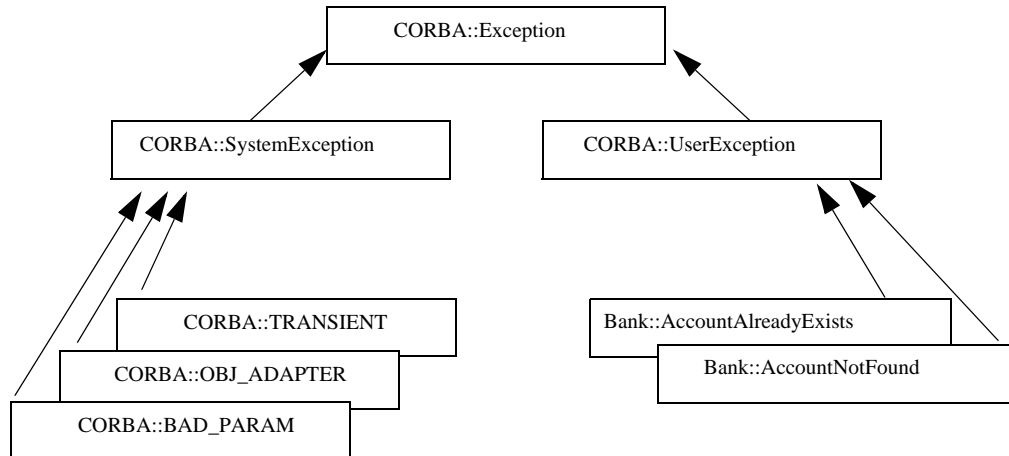 CORBA::Exception
CORBA::SystemException
CORBA::UserException
CORBA::TRANSIENT
Bank::AccountAlreadyExists
CORBA::OBJ_ADAPTER
Bank::AccountNotFound
CORBA::BAD_PARAM